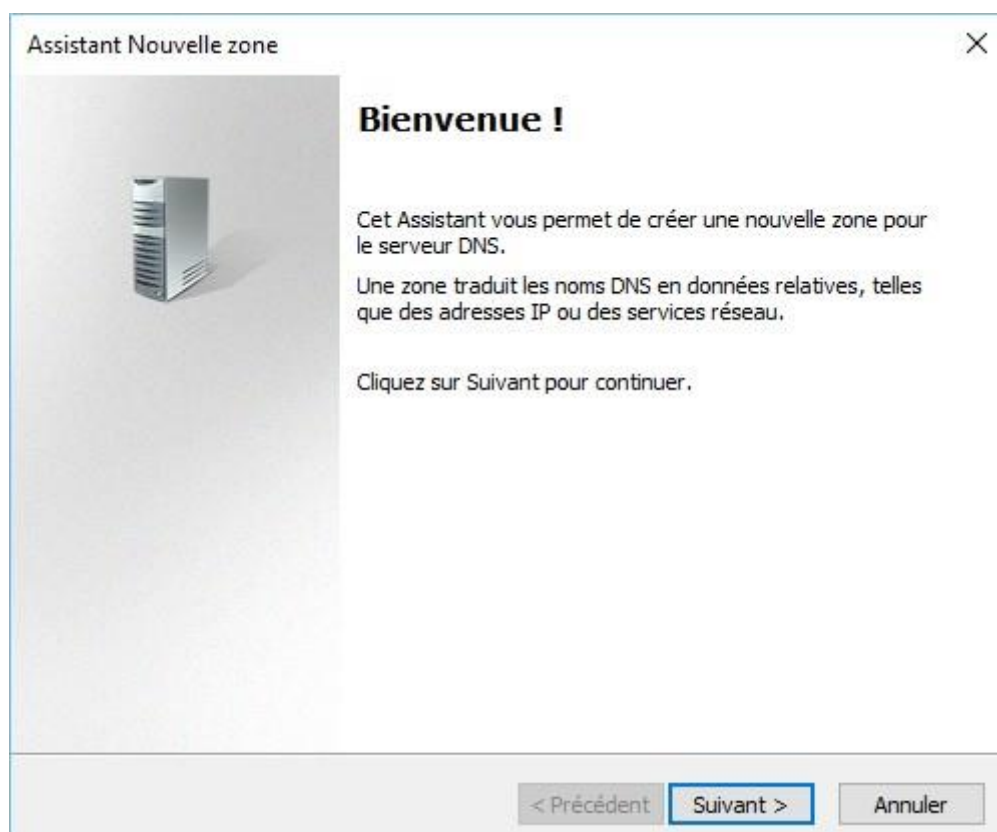 Assistant Nouvelle zone
Bienvenue !
Cet Assistant vous permet de créer une nouvelle zone pour
le serveur DNS.
Une zone traduit les noms DNS en données relatives, telles
que des adresses IP ou des services réseau.
Cliquez sur Suivant pour continuer.
< Précédent Suivant > Annuler